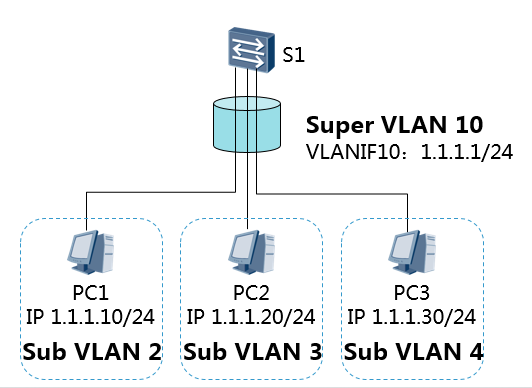 S1
Super VLAN 10
VLANIF10：1.1.1.1/24
PC1
IP 1.1.1.10/24
Sub VLAN 2
PC2
IP 1.1.1.20/24
Sub VLAN 3
PC3
IP 1.1.1.30/24
Sub VLAN 4